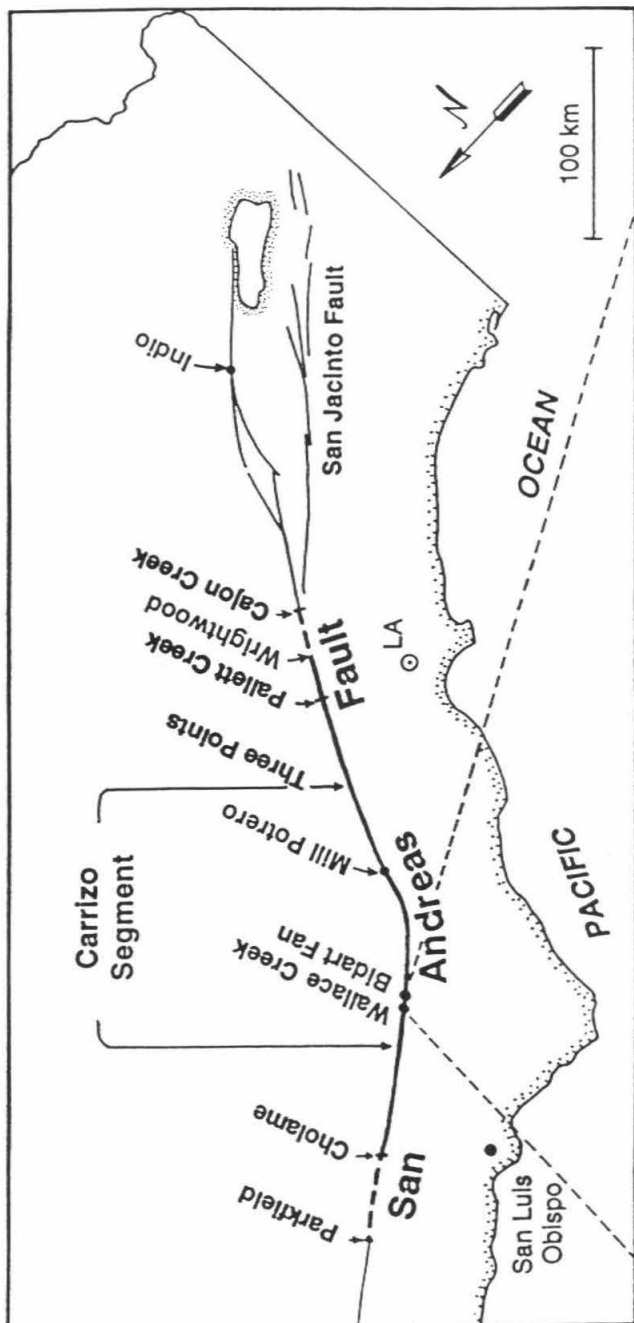 Parkfield
Cholame
Carrizo
Segment
Wallace Creek
Bidart Fan
Mill Potrero
Three Points
Pallett Creek
Wrightwood
Cajon Creek
Indio
San Jacinto Fault
San
Andreas
Fault
LA
San Luis
Obispo
PACIFIC
OCEAN
N
100 km